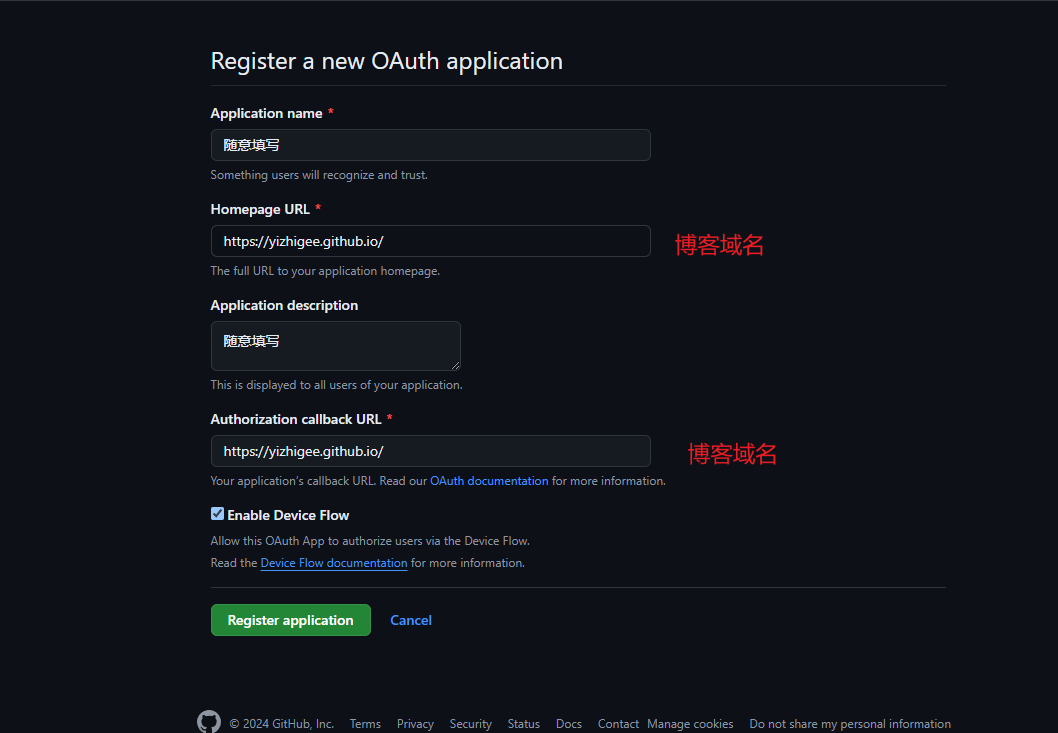 Register a new OAuth application
Application name *
随意填写
Something users will recognize and trust.
Homepage URL *
https://yizhigee.github.io/
博客域名
The full URL to your application homepage.
Application description
随意填写
This is displayed to all users of your application.
Authorization callback URL *
https://yizhigee.github.io/
博客域名
Your application's callback URL. Read our OAuth documentation for more information.
Enable Device Flow
Allow this OAuth App to authorize users via the Device Flow.
Read the Device Flow documentation for more information.
Register application Cancel
© 2024 GitHub, Inc. Terms Privacy Security Status Docs Contact Manage cookies Do not share my personal information